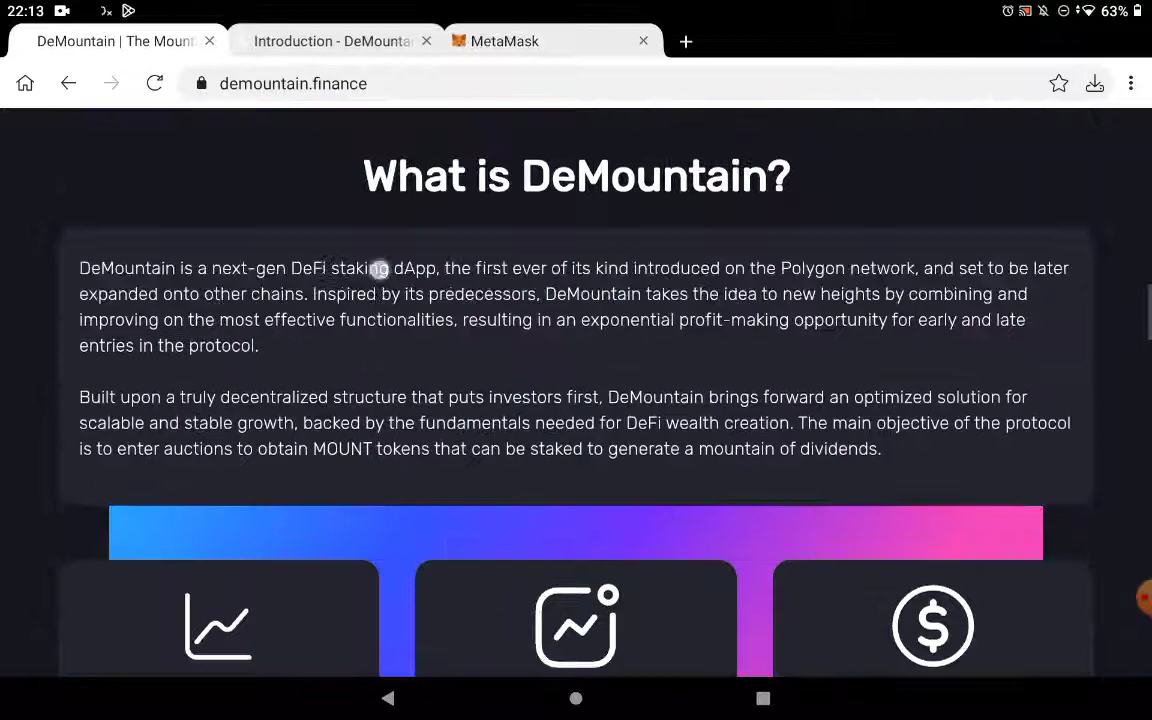 22:13
63%
DeMountain | The Mount
Introduction - DeMounta
MetaMask
demountain.finance
What is DeMountain?
DeMountain is a next-gen DeFi staking dApp, the first ever of its kind introduced on the Polygon network, and set to be later
expanded onto other chains. Inspired by its predecessors, DeMountain takes the idea to new heights by combining and
improving on the most effective functionalities, resulting in an exponential profit-making opportunity for early and late
entries in the protocol.
Built upon a truly decentralized structure that puts investors first, DeMountain brings forward an optimized solution for
scalable and stable growth, backed by the fundamentals needed for DeFi wealth creation. The main objective of the protocol
is to enter auctions to obtain MOUNT tokens that can be staked to generate a mountain of dividends.